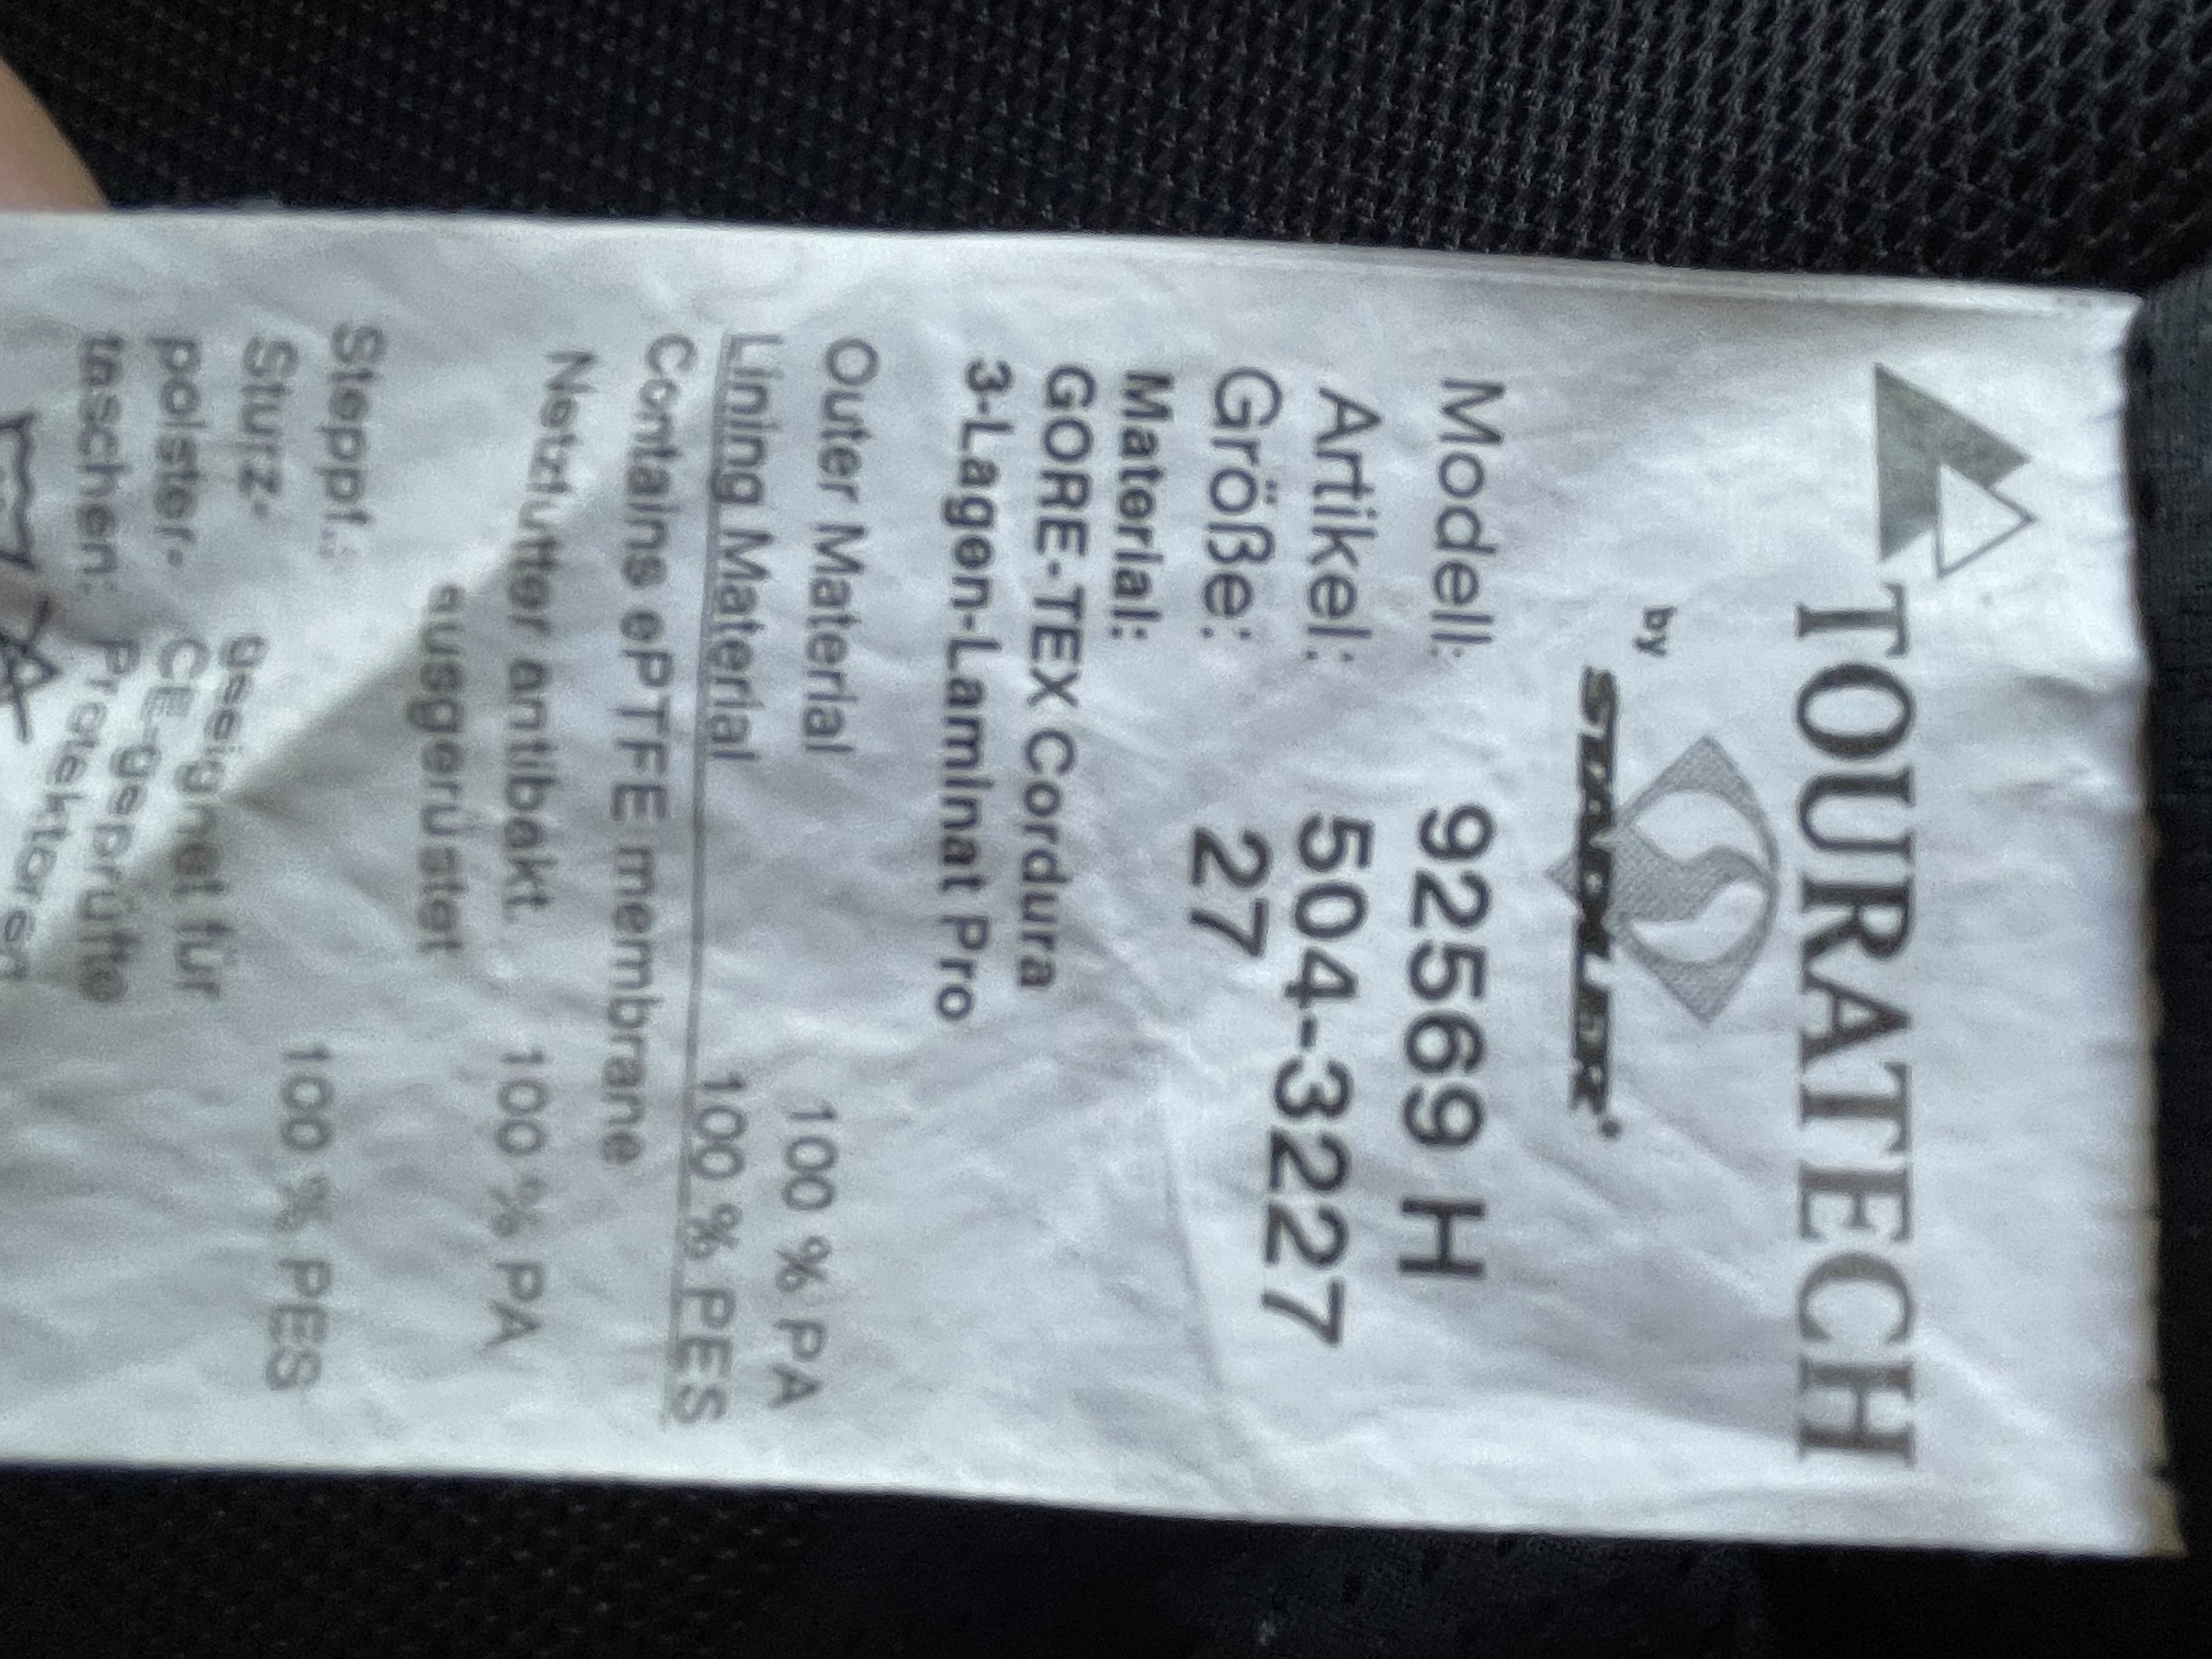 TOURATECH
by STADLER®
Modell: 92569 H
Artikel: 504-3227
Größe: 27
Material:
GORE-TEX Cordura
3-Lagen-Laminat Pro
Outer Material 100 % PA
Lining Material 100 % PES
Contains ePTFE membrane
Netzfutter antibakt. 100 % PA
ausgerüstet
Steppf.: 100 % PES
Sturz- geeignet für
polster- CE-geprüfte
taschen: Protektoren